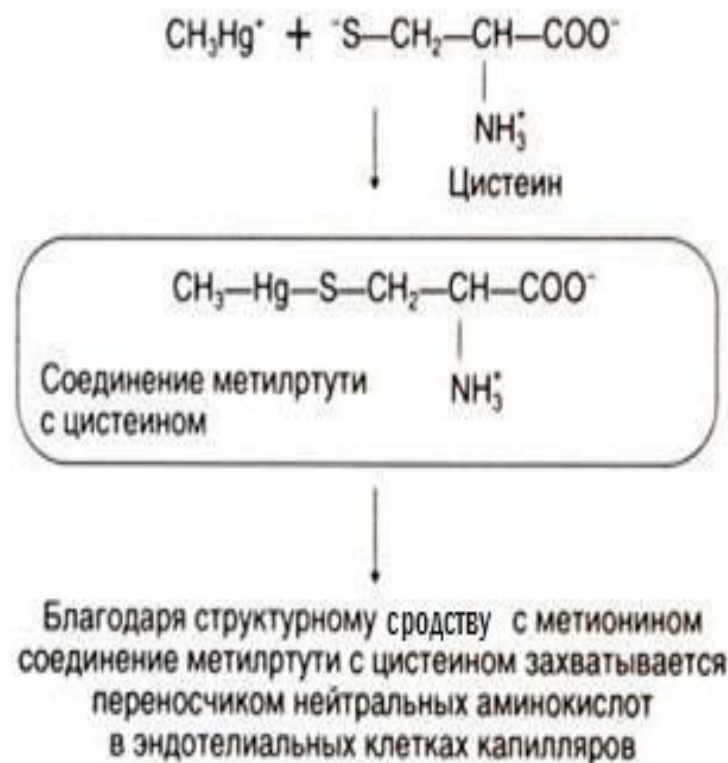 CH₃Hg⁺ + ⁻S—CH₂—CH—COO⁻
NH₃⁺
Цистеин
CH₃—Hg—S—CH₂—CH—COO⁻
NH₃⁺
Соединение метилртути
с цистеином
Благодаря структурному сродству с метионином
соединение метилртути с цистеином захватывается
переносчиком нейтральных аминокислот
в эндотелиальных клетках капилляров